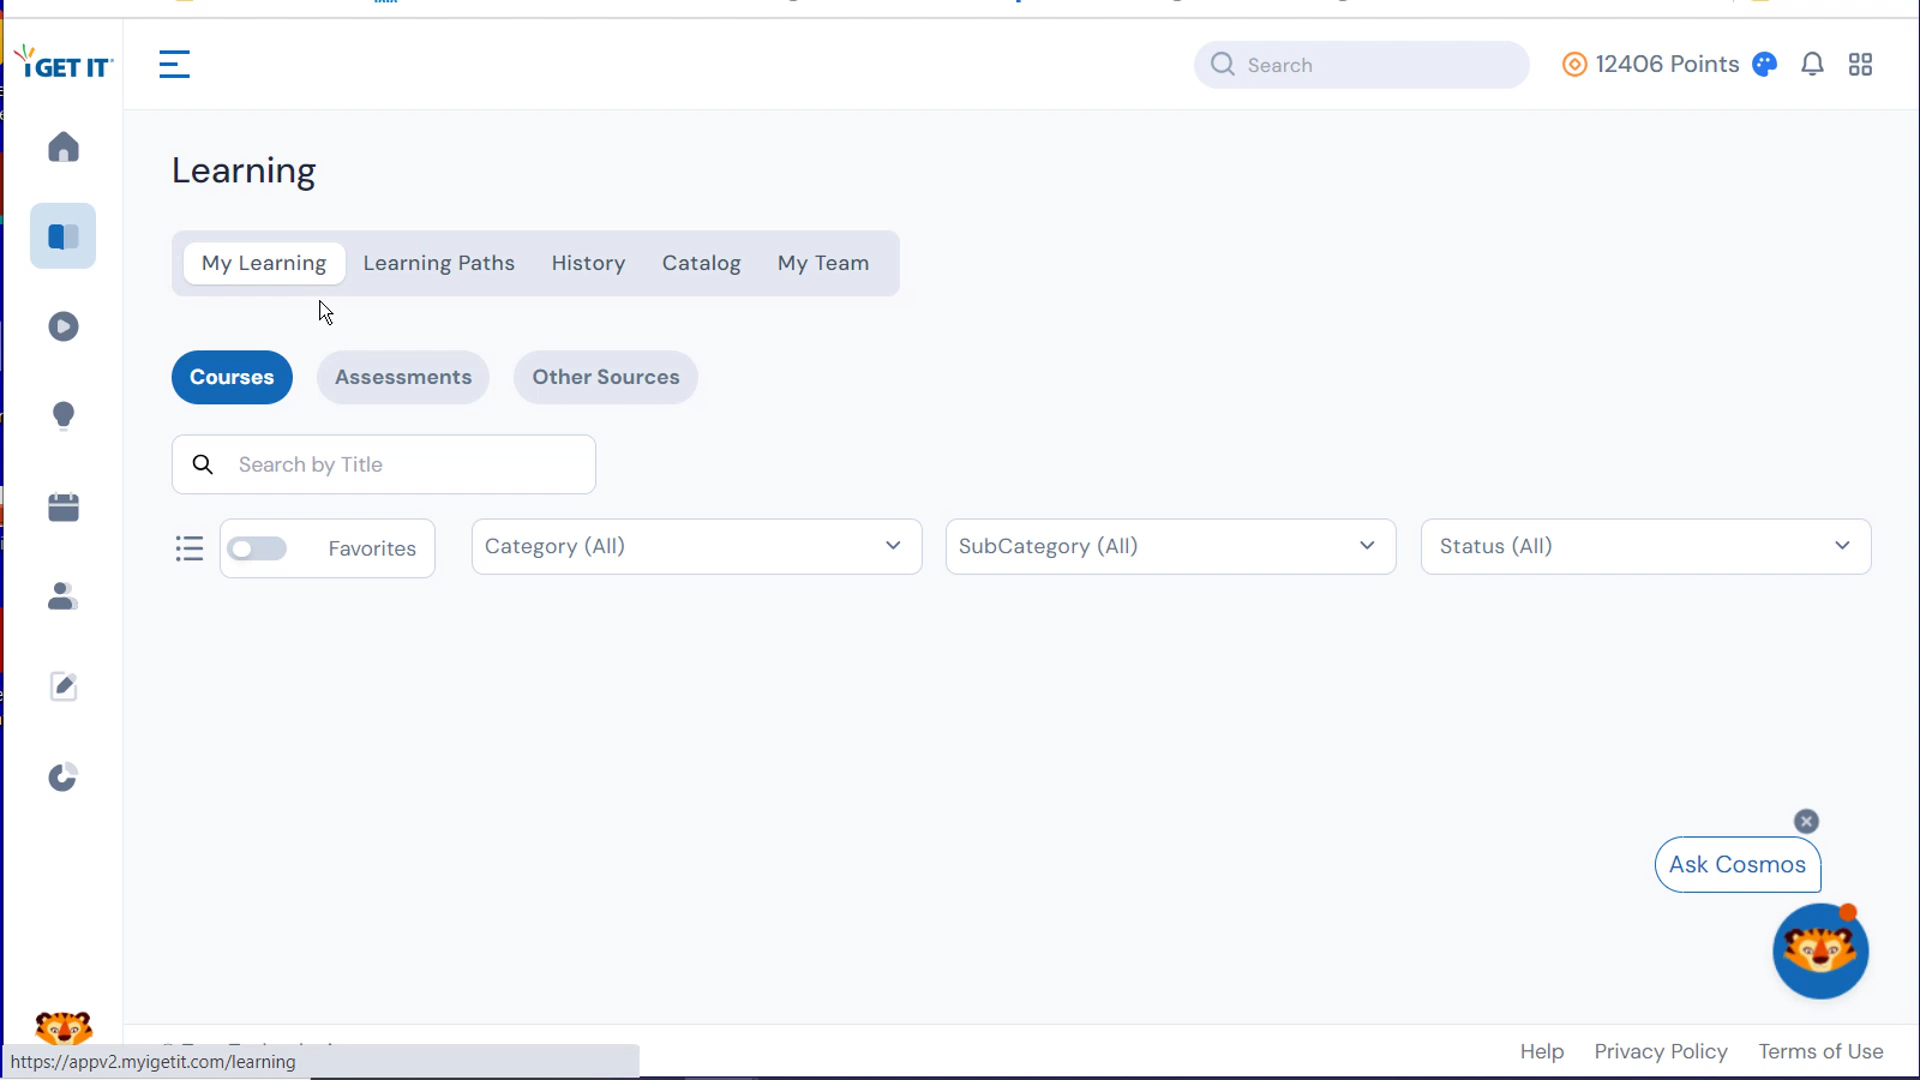 iGET IT
Search
12406 Points
Learning
My Learning
Learning Paths
History
Catalog
My Team
Courses
Assessments
Other Sources
Search by Title
Favorites
Category (All)
SubCategory (All)
Status (All)
Ask Cosmos
Help
Privacy Policy
Terms of Use
https://appv2.myigetit.com/learning